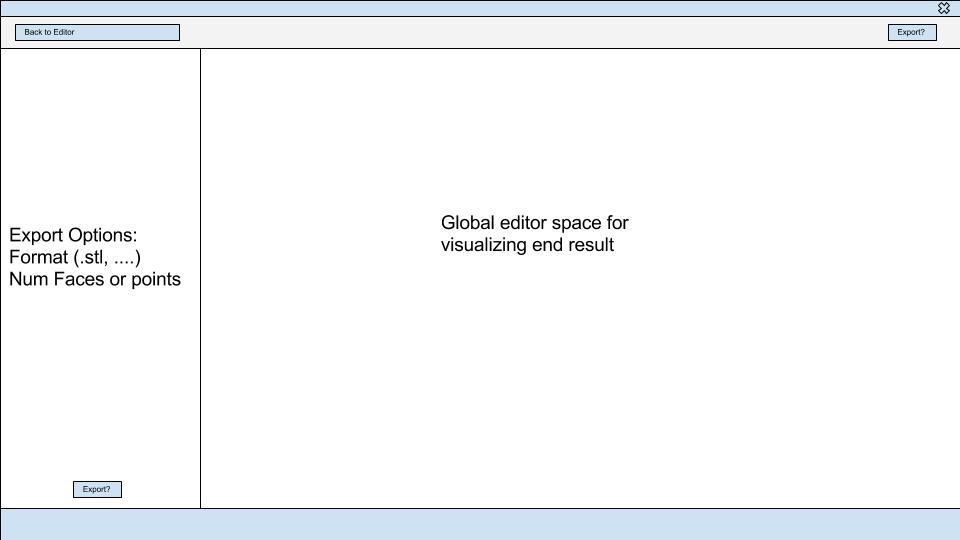 Back to Editor
Export?
Global editor space for
visualizing end result
Export Options:
Format (.stl, ....)
Num Faces or points
Export?